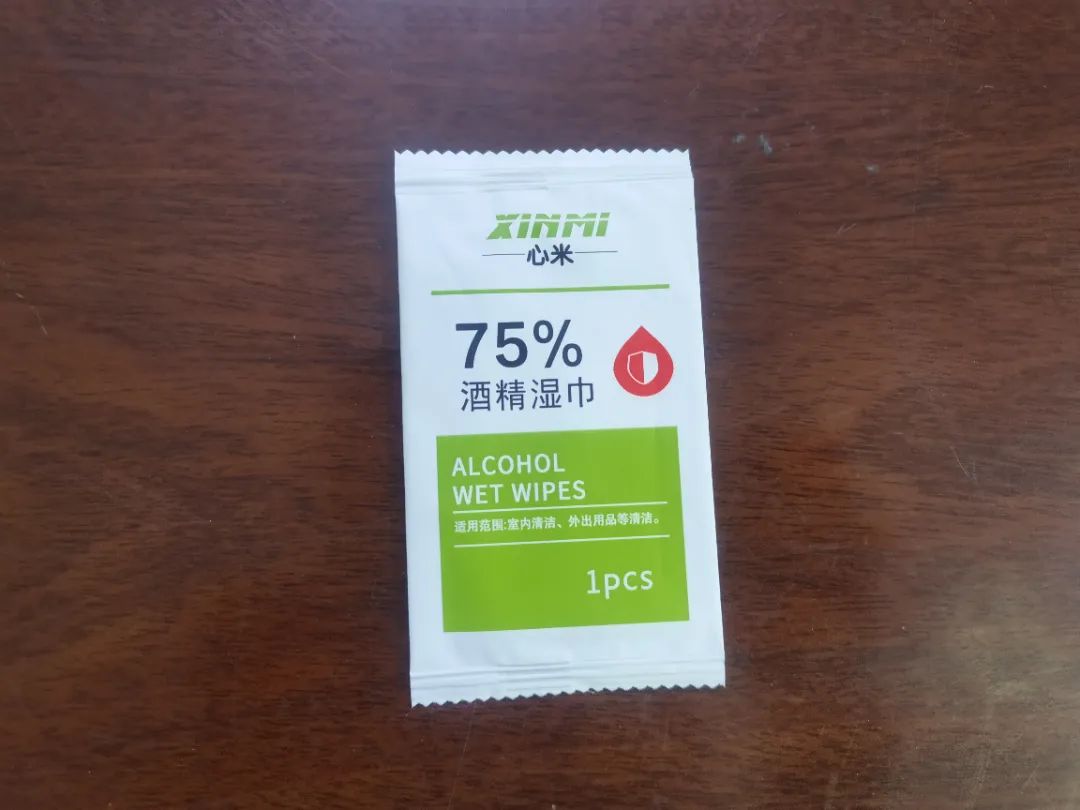 XINMI
心米
75%
酒精湿巾
ALCOHOL
WET WIPES
适用范围:室内清洁、外出用品等清洁。
1pcs